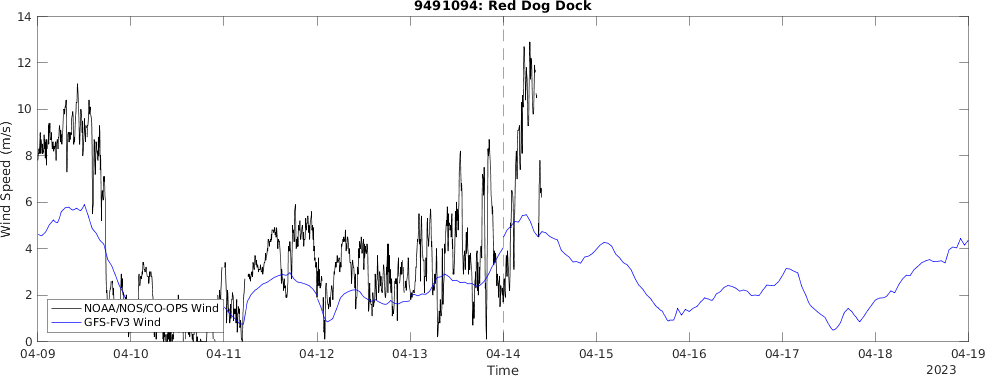 9491094: Red Dog Dock
Wind Speed (m/s)
14
12
10
8
6
4
2
0
NOAA/NOS/CO-OPS Wind
GFS-FV3 Wind
04-09 04-10 04-11 04-12 04-13 04-14 04-15 04-16 04-17 04-18 04-19
Time
2023